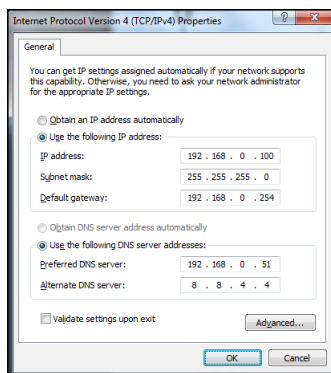 Internet Protocol Version 4 (TCP/IPv4) Properties
General
You can get IP settings assigned automatically if your network supports
this capability. Otherwise, you need to ask your network administrator
for the appropriate IP settings.
Obtain an IP address automatically
Use the following IP address:
IP address: 192 . 168 . 0 . 100
Subnet mask: 255 . 255 . 255 . 0
Default gateway: 192 . 168 . 0 . 254
Obtain DNS server address automatically
Use the following DNS server addresses:
Preferred DNS server: 192 . 168 . 0 . 51
Alternate DNS server: 8 . 8 . 4 . 4
Validate settings upon exit
Advanced...
OK Cancel